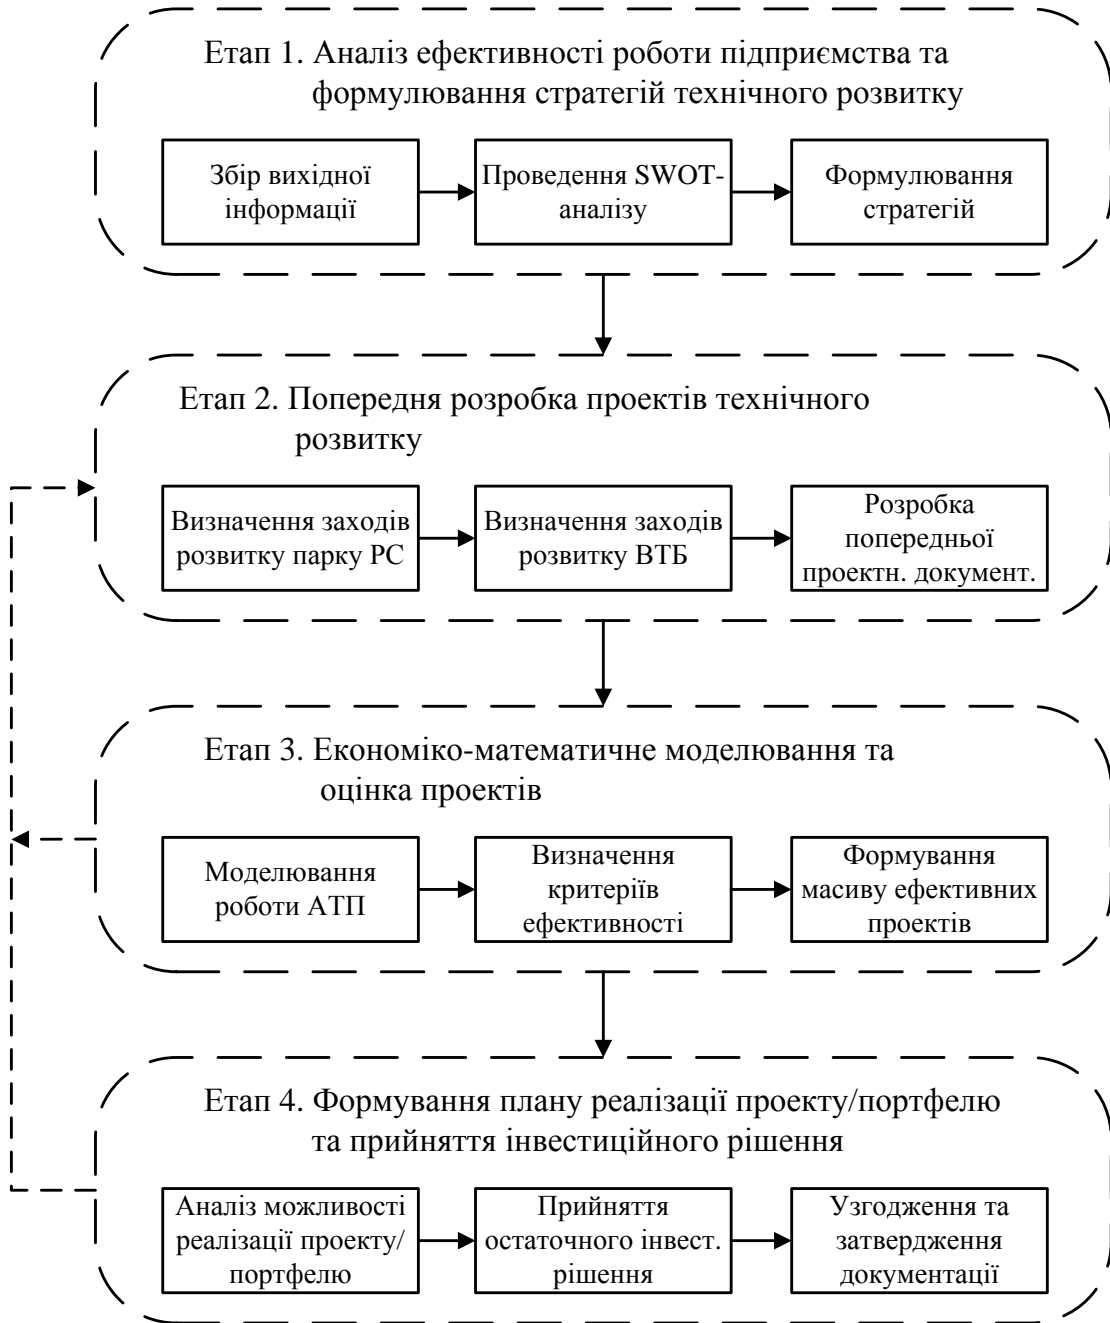 Етап 1. Аналіз ефективності роботи підприємства та
формулювання стратегій технічного розвитку
Збір вихідної
інформації
Проведення SWOT-
аналізу
Формулювання
стратегій
Етап 2. Попередня розробка проектів технічного
розвитку
Визначення заходів
розвитку парку РС
Визначення заходів
розвитку ВТБ
Розробка
попередньої
проектн. документ.
Етап 3. Економіко-математичне моделювання та
оцінка проектів
Моделювання
роботи АТП
Визначення
критеріїв
ефективності
Формування
масиву ефективних
проектів
Етап 4. Формування плану реалізації проекту/портфелю
та прийняття інвестиційного рішення
Аналіз можливості
реалізації проекту/
портфелю
Прийняття
остаточного інвест.
рішення
Узгодження та
затвердження
документації